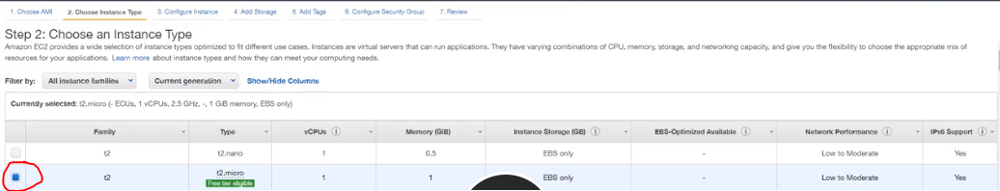 1. Choose AMI 2. Choose Instance Type 3. Configure Instance 4. Add Storage 5. Add Tags 6. Configure Security Group 7. Review
Step 2: Choose an Instance Type
Amazon EC2 provides a wide selection of instance types optimized to fit different use cases. Instances are virtual servers that can run applications. They have varying combinations of CPU, memory, storage, and networking capacity, and give you the flexibility to choose the appropriate mix of
resources for your applications. Learn more about instance types and how they can meet your computing needs.
Filter by: All instance families Current generation Show/Hide Columns
Currently selected: t2.micro (- ECUs, 1 vCPUs, 2.5 GHz, -, 1 GiB memory, EBS only)
Family Type vCPUs Memory (GiB) Instance Storage (GB) EBS-Optimized Available Network Performance IPv6 Support
t2 t2.nano 1 0.5 EBS only - Low to Moderate Yes
t2 t2.micro 1 1 EBS only - Low to Moderate Yes
Free tier eligible